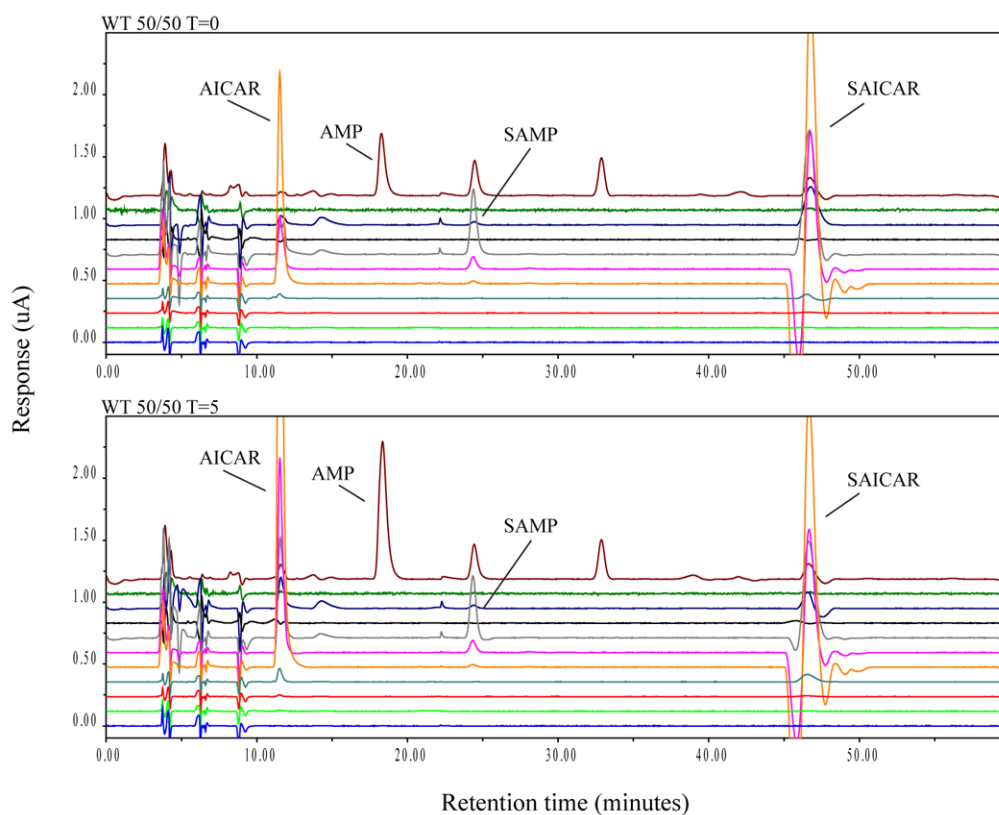 WT 50/50 T=0
AICAR
AMP
SAMP
SAICAR
2.00
1.50
1.00
0.50
0.00
0.00
10.00
20.00
30.00
40.00
50.00
Response (uA)
WT 50/50 T=5
AICAR
AMP
SAMP
SAICAR
2.00
1.50
1.00
0.50
0.00
0.00
10.00
20.00
30.00
40.00
50.00
Retention time (minutes)